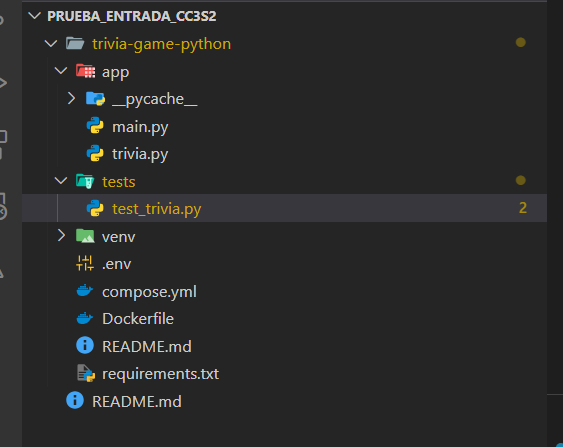 PRUEBA_ENTRADA_CC3S2
trivia-game-python
app
__pycache__
main.py
trivia.py
tests
test_trivia.py 2
venv
.env
compose.yml
Dockerfile
README.md
requirements.txt
README.md